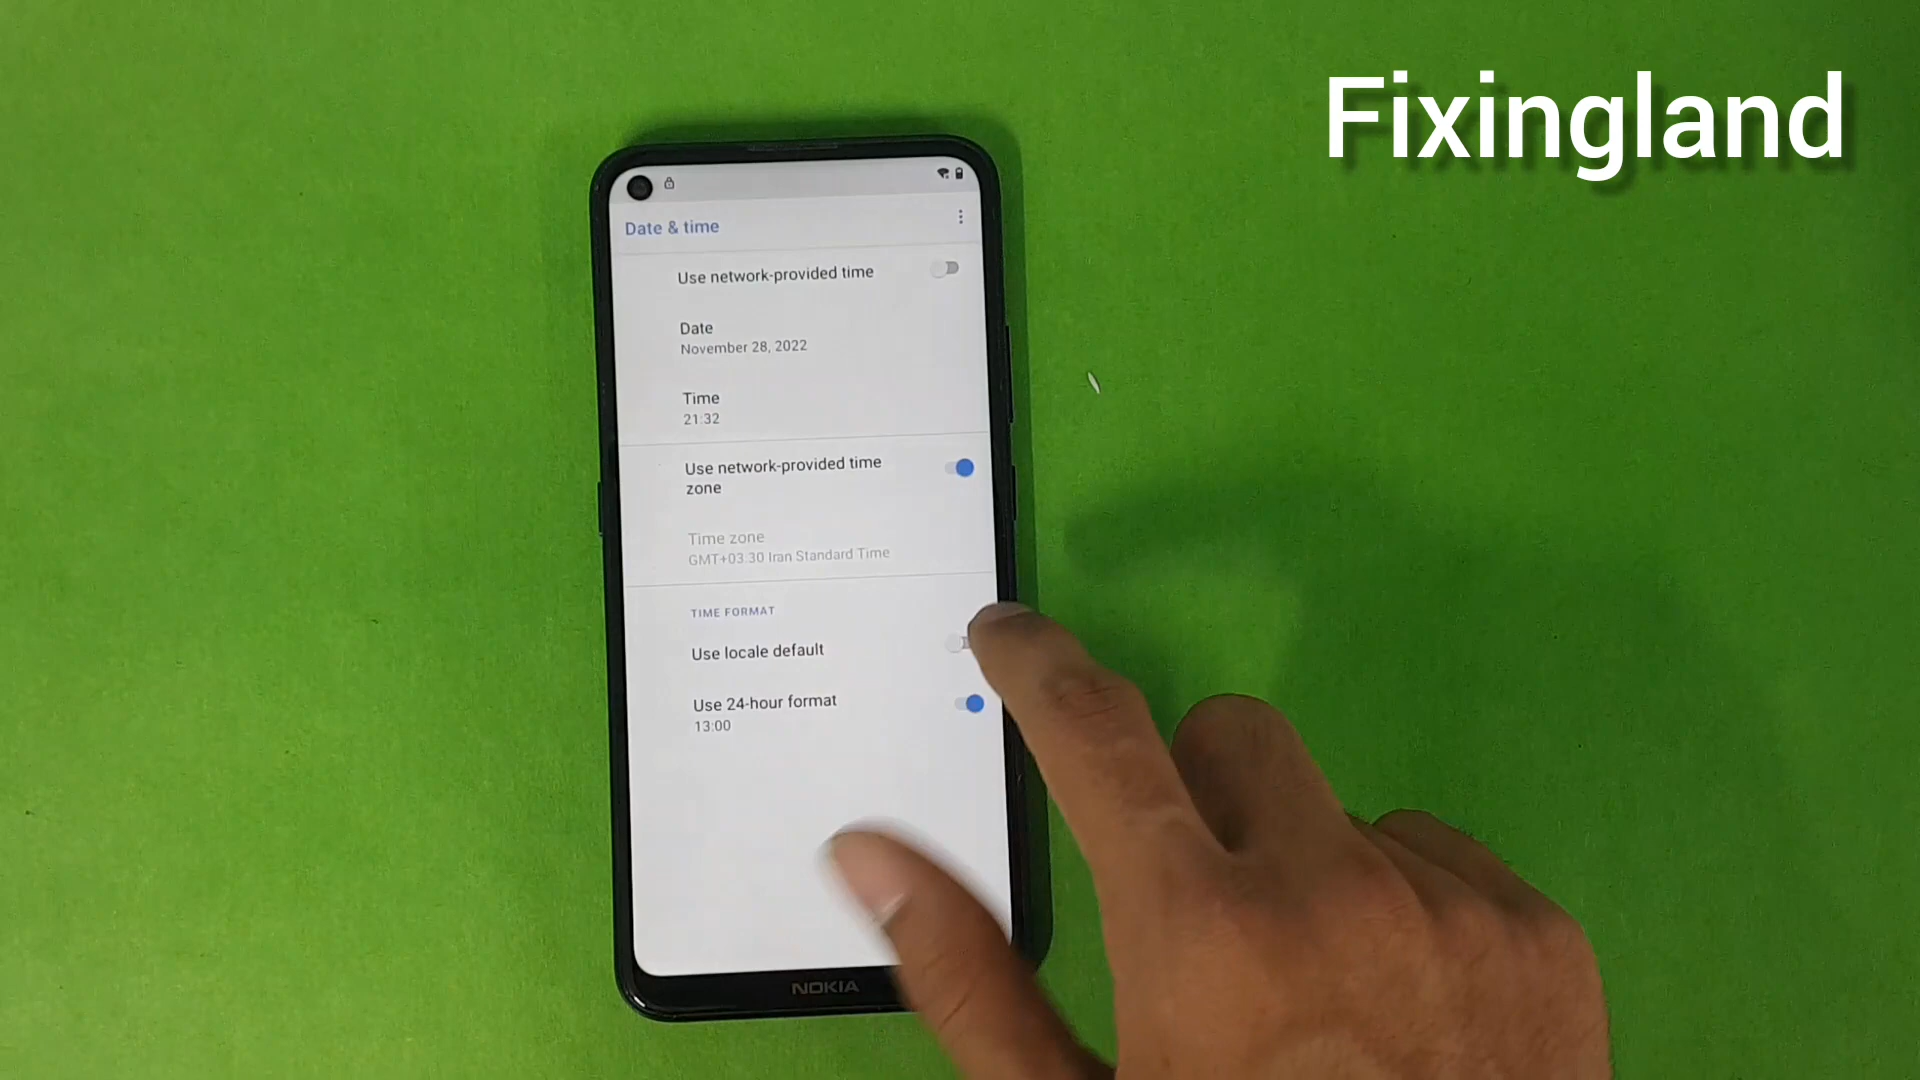 Fixingland
Date & time
Use network-provided time
Date
November 28, 2022
Time
21:32
Use network-provided time
zone
Time zone
GMT+03:30 Iran Standard Time
TIME FORMAT
Use locale default
Use 24-hour format
13:00
NOKIA